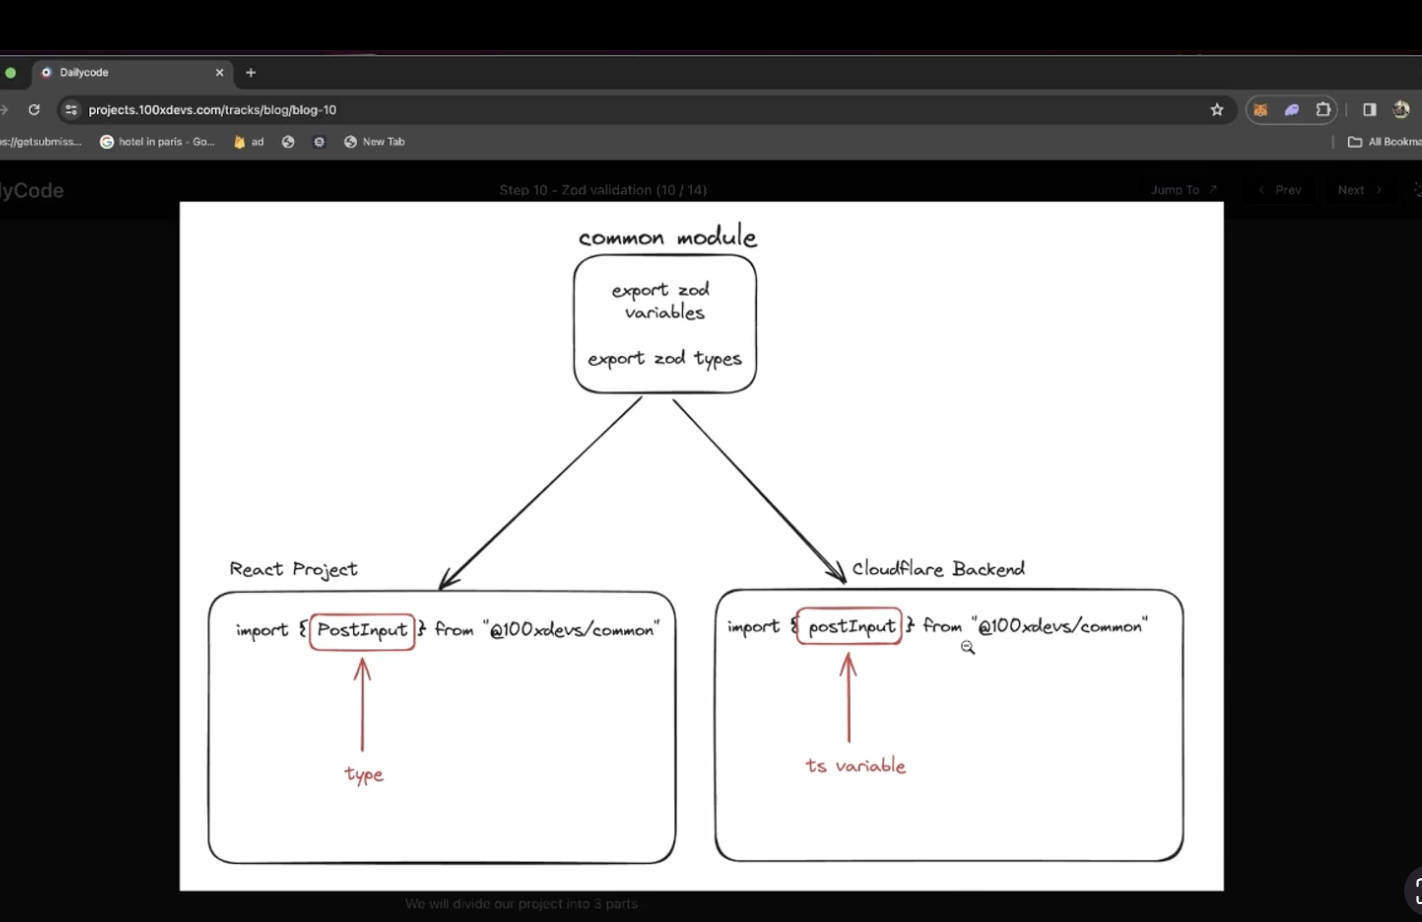 Dailycode
projects.100xdevs.com/tracks/blog/blog-10
os://getsubmiss...
hotel in paris - Go...
ad
New Tab
All Bookma
lyCode
Step 10 - Zod validation (10 / 14)
Jump To
Prev
Next
common module
export zod
variables
export zod types
React Project
import { PostInput } from "@100xdevs/common"
type
Cloudflare Backend
import { postInput } from "@100xdevs/common"
ts variable
We will divide our project into 3 parts